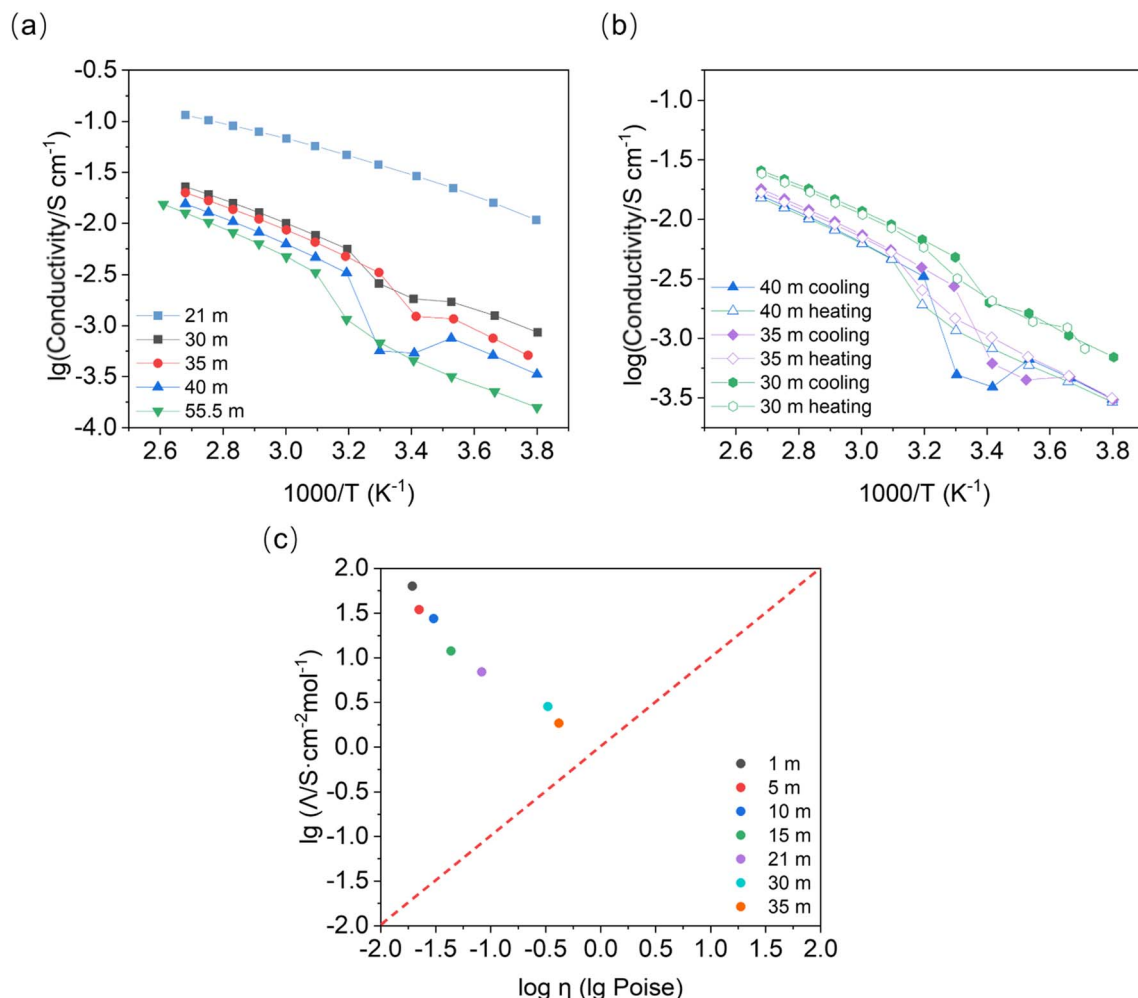 (a)
lg(Conductivity/S cm⁻¹)
-0.5
-1.0
-1.5
-2.0
-2.5
-3.0
-3.5
-4.0
21 m
30 m
35 m
40 m
55.5 m
2.6 2.8 3.0 3.2 3.4 3.6 3.8
1000/T (K⁻¹)
(b)
log(Conductivity/S cm⁻¹)
-1.0
-1.5
-2.0
-2.5
-3.0
-3.5
40 m cooling
40 m heating
35 m cooling
35 m heating
30 m cooling
30 m heating
2.6 2.8 3.0 3.2 3.4 3.6 3.8
1000/T (K⁻¹)
(c)
lg (Λ/S·cm⁻²mol⁻¹)
2.0
1.5
1.0
0.5
0.0
-0.5
-1.0
-1.5
-2.0
1 m
5 m
10 m
15 m
21 m
30 m
35 m
-2.0 -1.5 -1.0 -0.5 0.0 0.5 1.0 1.5 2.0
log η (lg Poise)